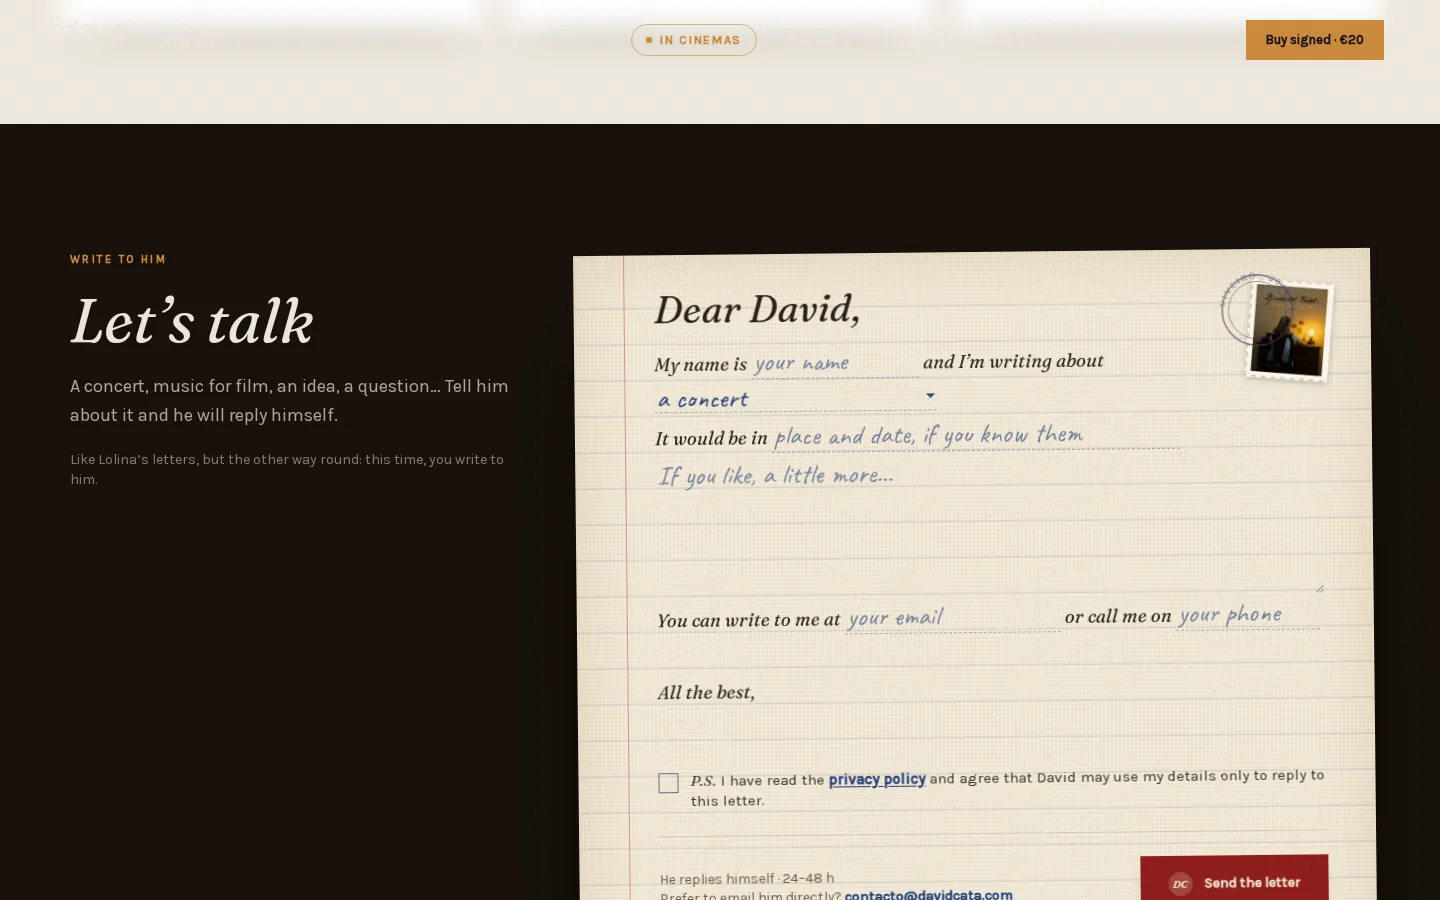 IN CINEMAS
Buy signed · €20
WRITE TO HIM
Let’s talk
A concert, music for film, an idea, a question… Tell him
about it and he will reply himself.
Like Lolina’s letters, but the other way round: this time, you write to
him.
Dear David,
My name is your name and I’m writing about
a concert
It would be in place and date, if you know them
If you like, a little more…
You can write to me at your email or call me on your phone
All the best,
P.S. I have read the privacy policy and agree that David may use my details only to reply to
this letter.
He replies himself · 24–48 h
Prefer to email him directly? contacto@davidcata.com
DC Send the letter